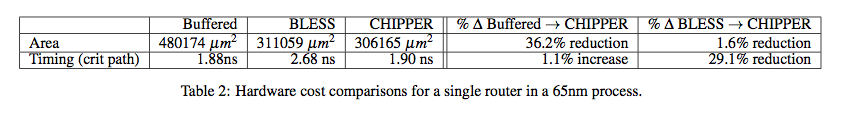 Buffered BLESS CHIPPER % Δ Buffered → CHIPPER % Δ BLESS → CHIPPER
Area 480174 μm² 311059 μm² 306165 μm² 36.2% reduction 1.6% reduction
Timing (crit path) 1.88ns 2.68 ns 1.90 ns 1.1% increase 29.1% reduction
Table 2: Hardware cost comparisons for a single router in a 65nm process.